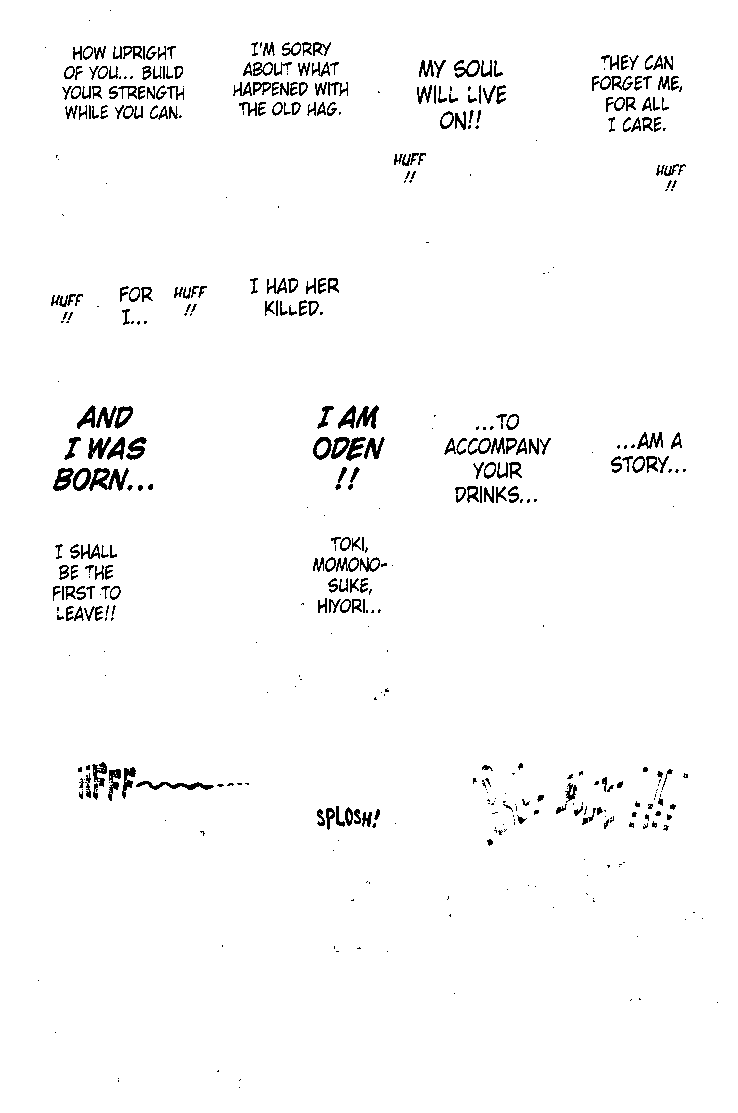 THEY CAN
FORGET ME,
FOR ALL
I CARE.
HUFF
!!
MY SOUL
WILL LIVE
ON!!
HUFF
!!
I'M SORRY
ABOUT WHAT
HAPPENED WITH
THE OLD HAG.
HOW UPRIGHT
OF YOU... BUILD
YOUR STRENGTH
WHILE YOU CAN.
I HAD HER
KILLED.
HUFF
!!
FOR
I...
HUFF
!!
...AM A
STORY...
...TO
ACCOMPANY
YOUR
DRINKS...
I AM
ODEN
!!
AND
I WAS
BORN...
TOKI,
MOMONO-
SUKE,
HIYORI...
I SHALL
BE THE
FIRST TO
LEAVE!!
SPLOSH!